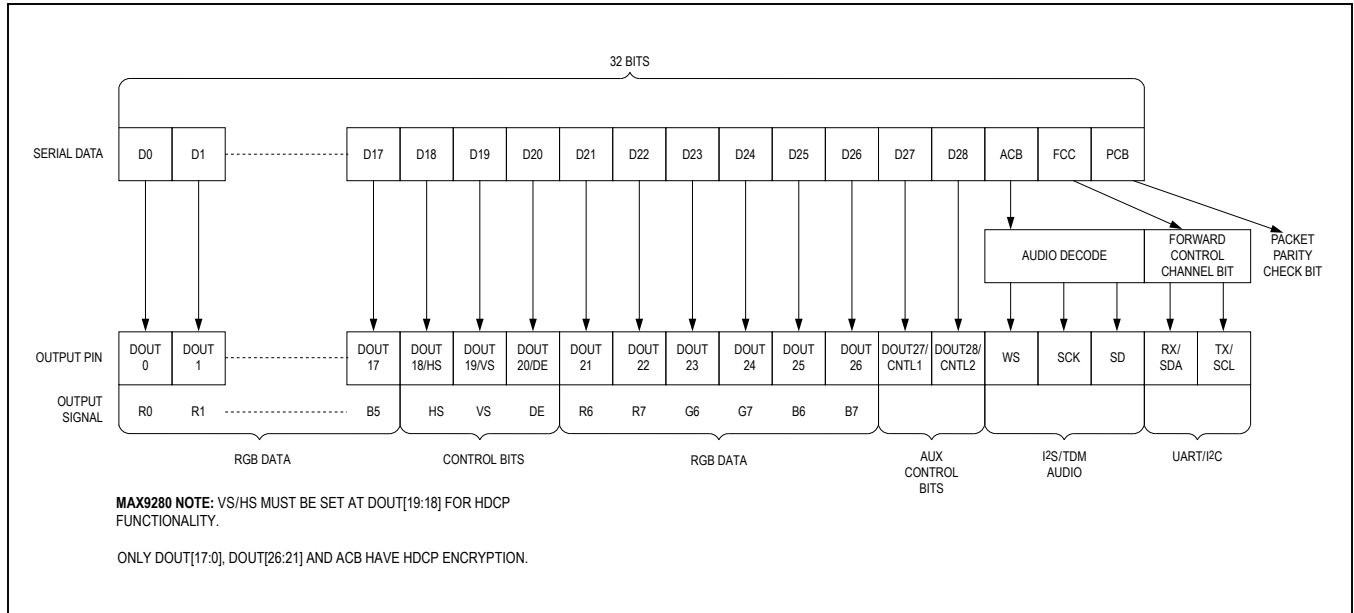 32 BITS
SERIAL DATA D0 D1 D17 D18 D19 D20 D21 D22 D23 D24 D25 D26 D27 D28 ACB FCC PCB
AUDIO DECODE
FORWARD
CONTROL
CHANNEL BIT
PACKET
PARITY
CHECK BIT
OUTPUT PIN
DOUT
0
DOUT
1
DOUT
17
DOUT
18/HS
DOUT
19/VS
DOUT
20/DE
DOUT
21
DOUT
22
DOUT
23
DOUT
24
DOUT
25
DOUT
26
DOUT27/
CNTL1
DOUT28/
CNTL2
WS
SCK
SD
RX/
SDA
TX/
SCL
OUTPUT
SIGNAL
R0 R1 B5 HS VS DE R6 R7 G6 G7 B6 B7
RGB DATA
CONTROL BITS
RGB DATA
AUX
CONTROL
BITS
I2S/TDM
AUDIO
UART/I2C
MAX9280 NOTE: VS/HS MUST BE SET AT DOUT[19:18] FOR HDCP
FUNCTIONALITY.
ONLY DOUT[17:0], DOUT[26:21] AND ACB HAVE HDCP ENCRYPTION.